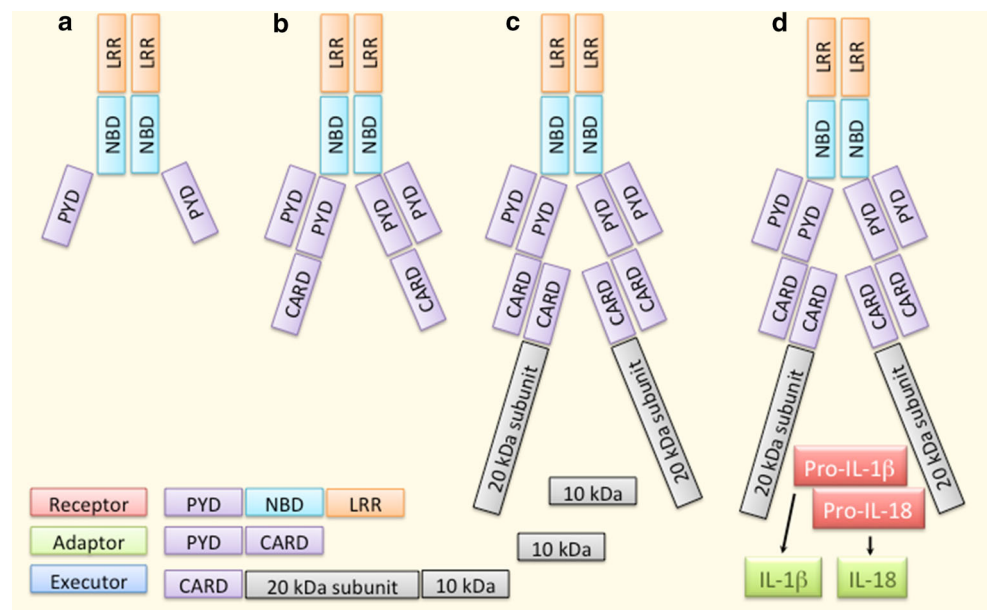 a
LRR
LRR
NBD
NBD
PYD
PYD
b
LRR
LRR
NBD
NBD
PYD
PYD
PYD
PYD
CARD
CARD
c
LRR
LRR
NBD
NBD
PYD
PYD
PYD
PYD
CARD
CARD
CARD
CARD
20 kDa subunit
20 kDa subunit
10 kDa
10 kDa
d
LRR
LRR
NBD
NBD
PYD
PYD
PYD
PYD
CARD
CARD
CARD
CARD
20 kDa subunit
20 kDa subunit
Pro-IL-1β
Pro-IL-18
IL-1β
IL-18
Receptor PYD NBD LRR
Adaptor PYD CARD
Executor CARD 20 kDa subunit 10 kDa